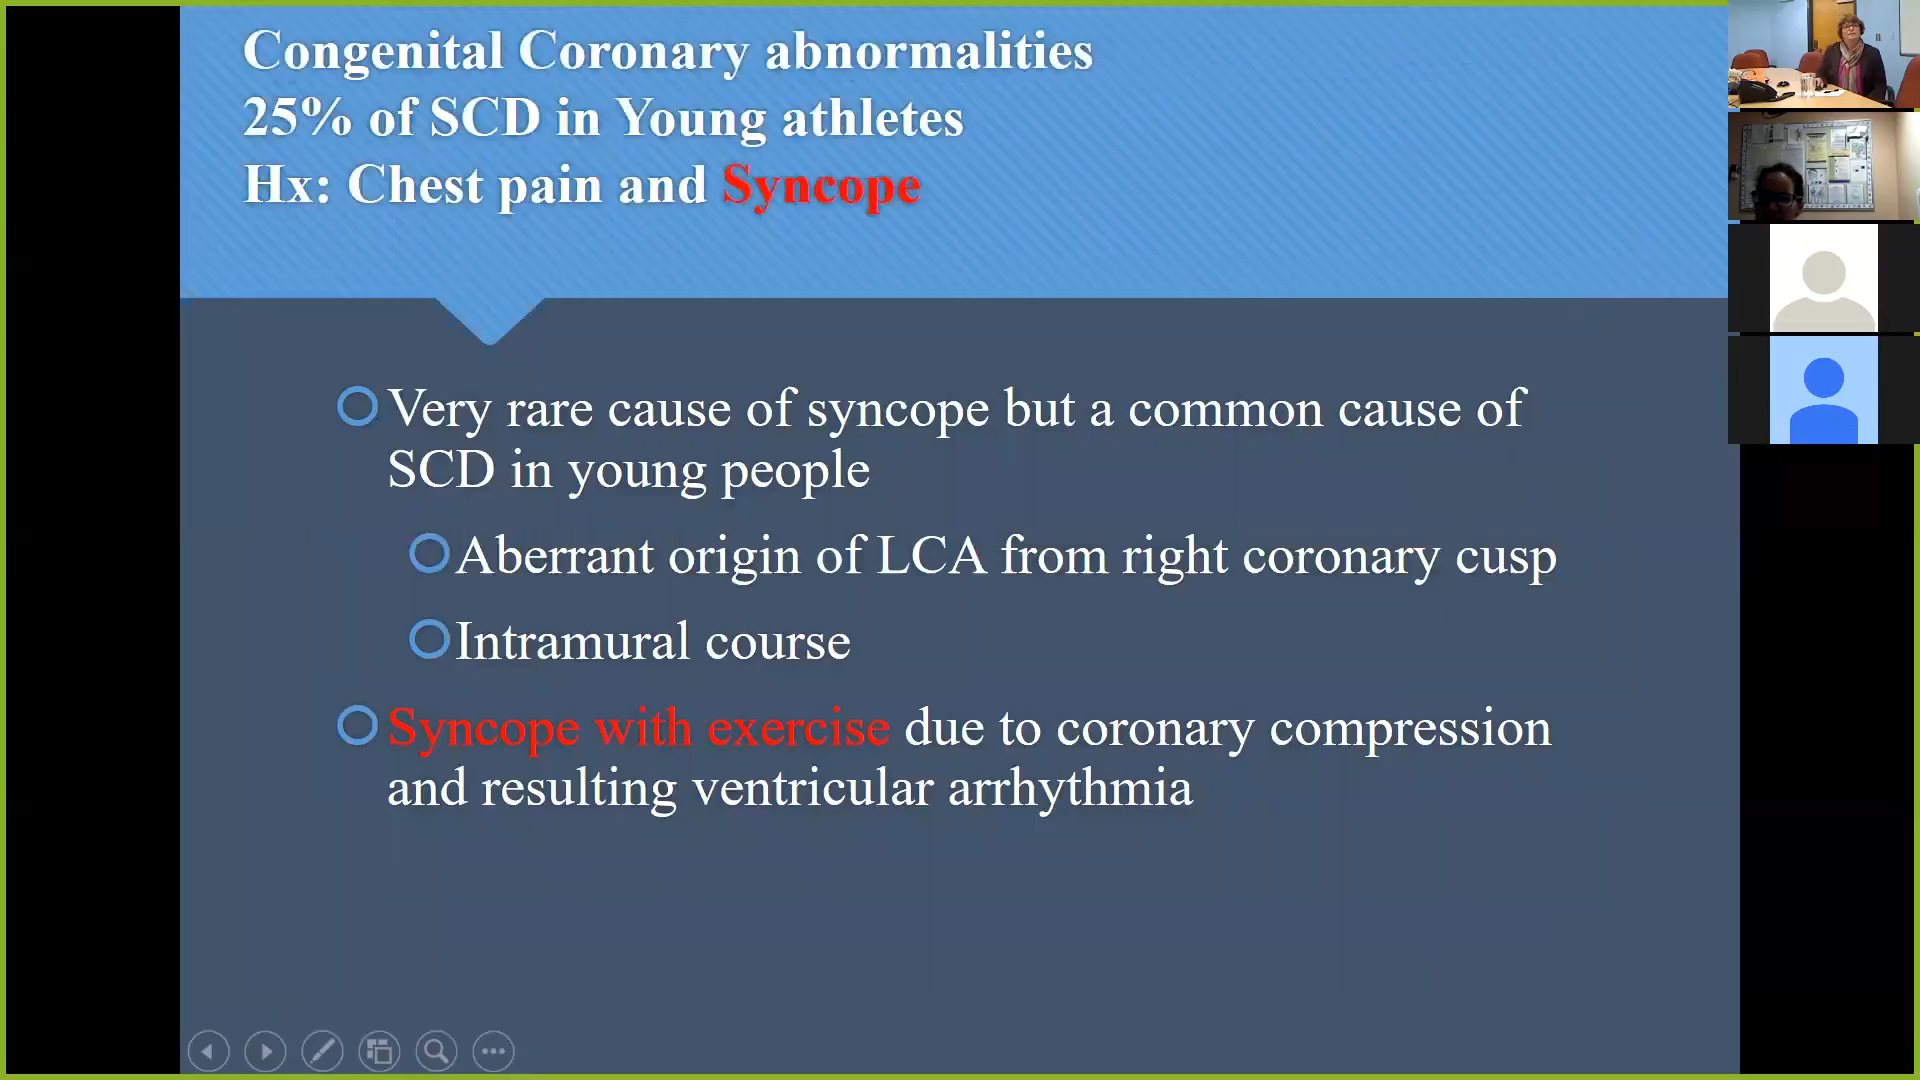 Congenital Coronary abnormalities
25% of SCD in Young athletes
Hx: Chest pain and Syncope
Very rare cause of syncope but a common cause of
SCD in young people
Aberrant origin of LCA from right coronary cusp
Intramural course
Syncope with exercise due to coronary compression
and resulting ventricular arrhythmia